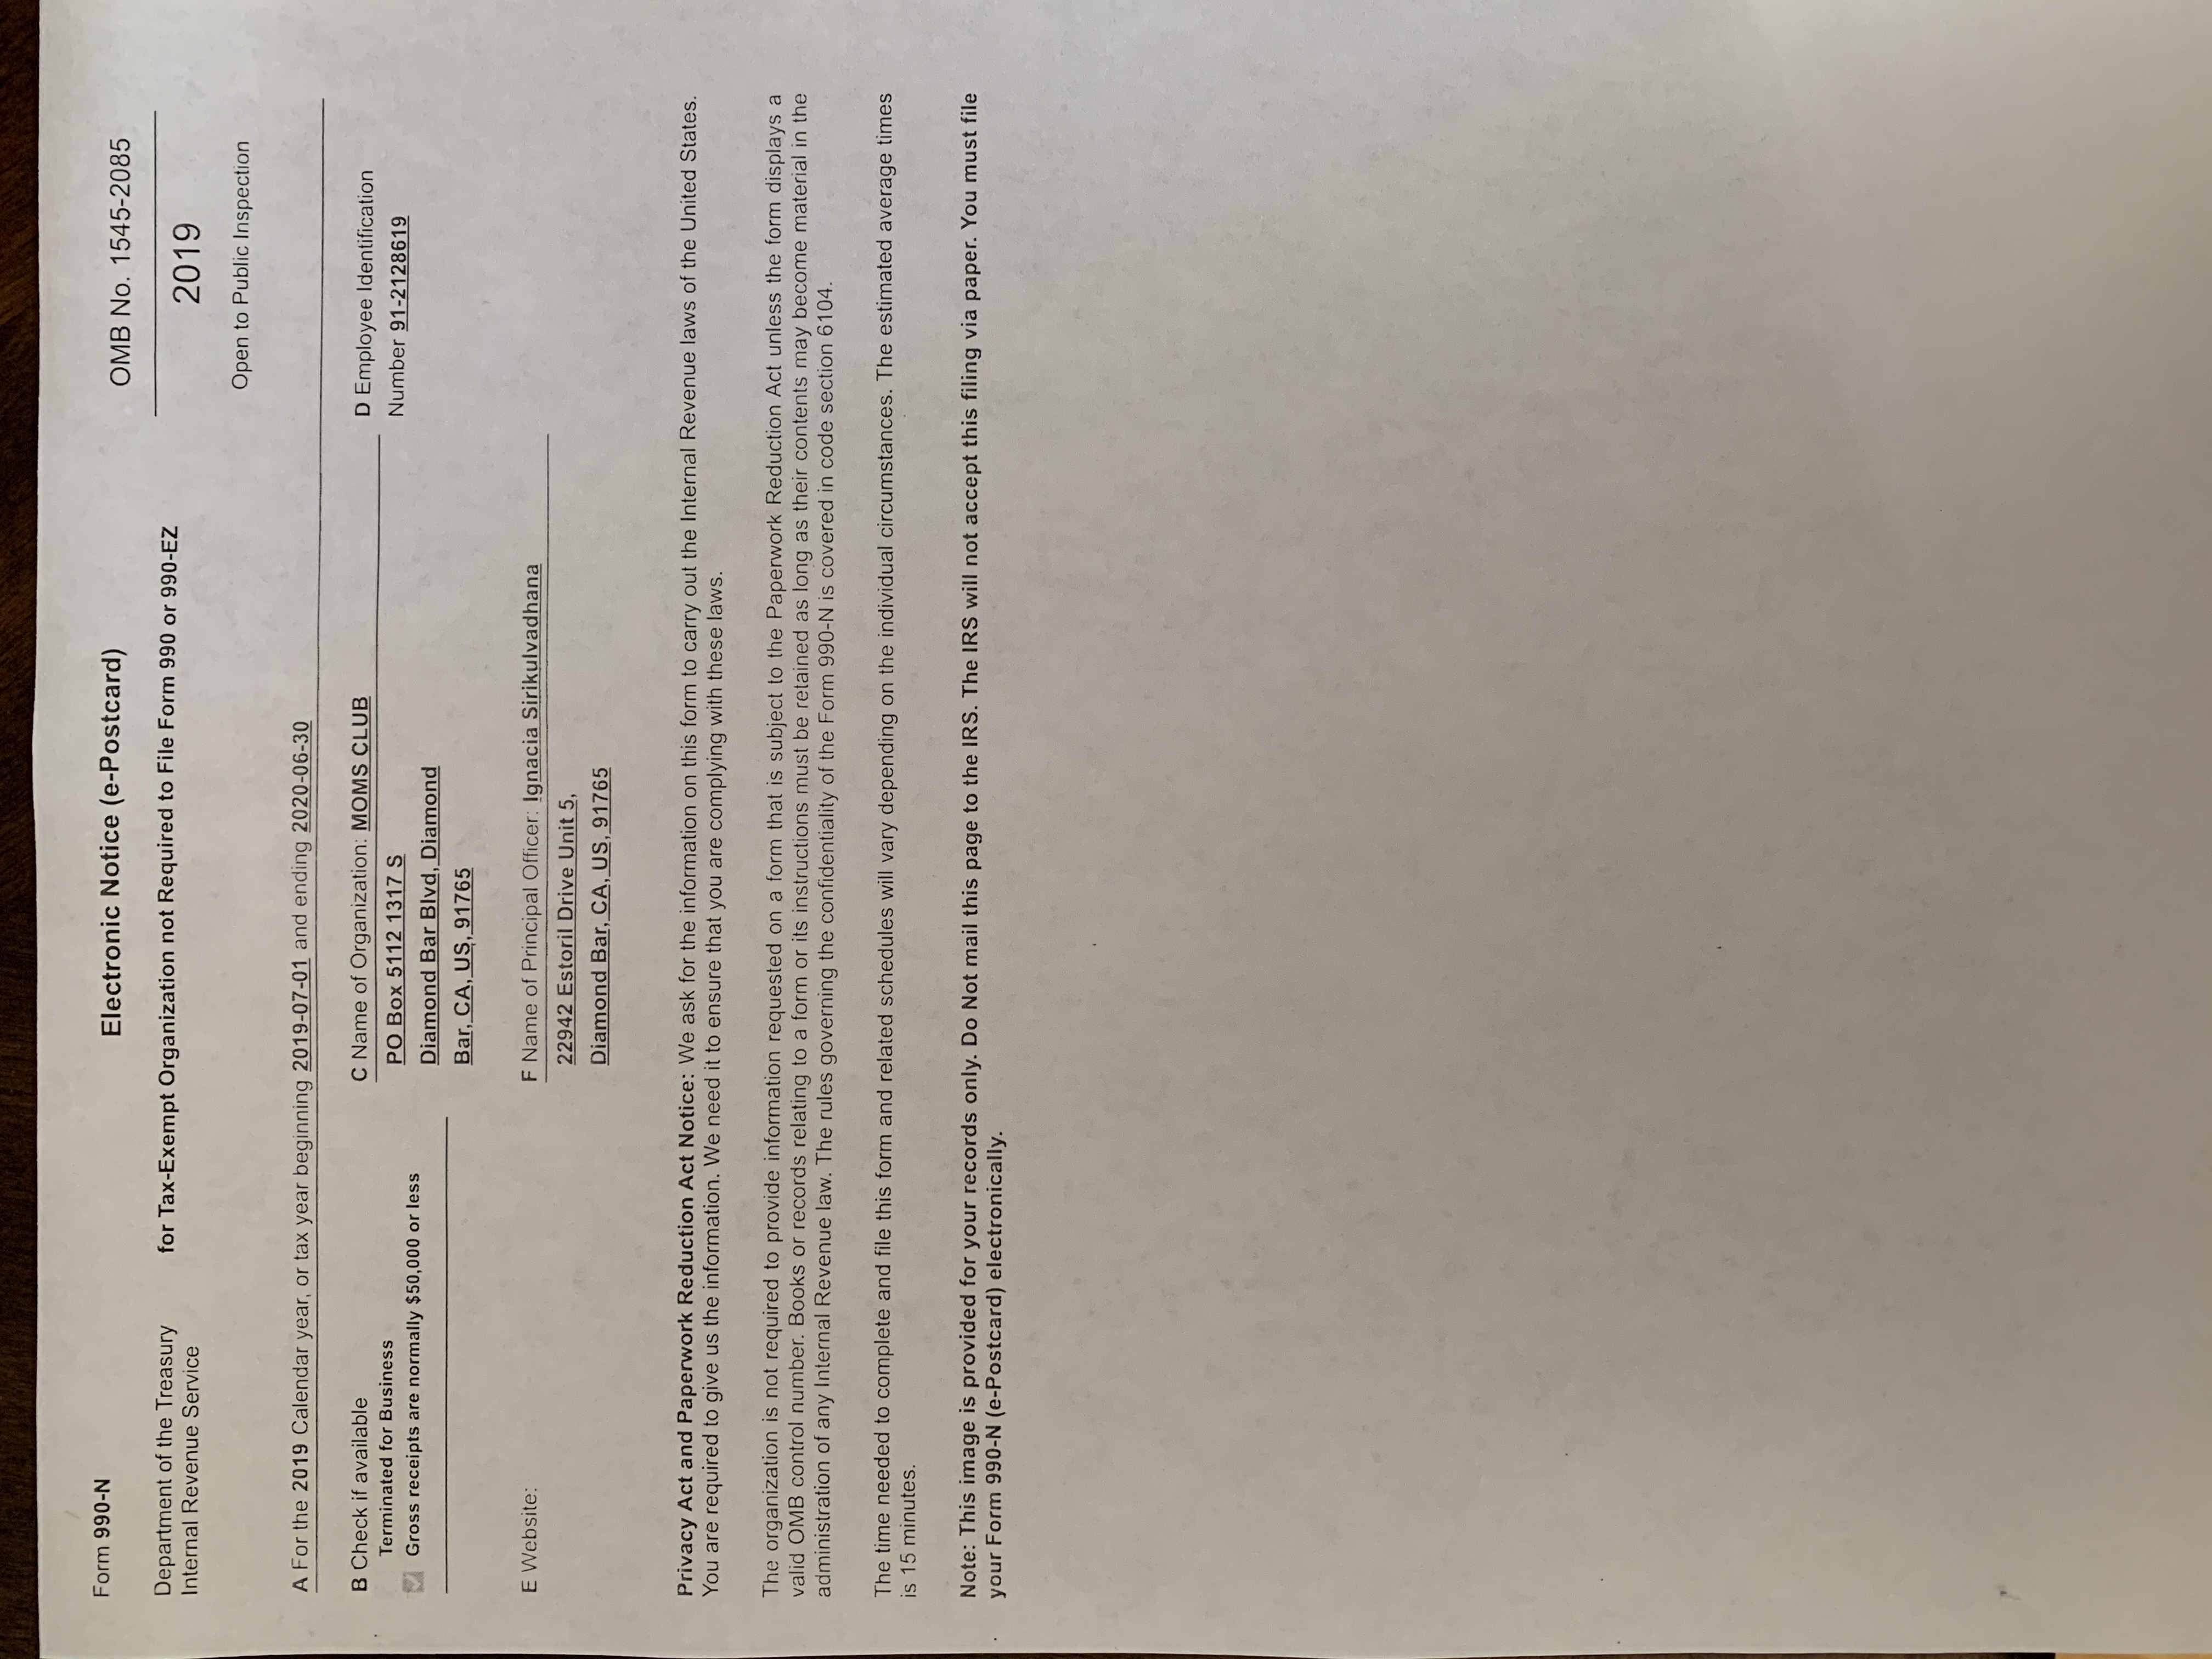 Form 990-N
Electronic Notice (e-Postcard)
OMB No. 1545-2085
Department of the Treasury
Internal Revenue Service
for Tax-Exempt Organization not Required to File Form 990 or 990-EZ
2019
Open to Public Inspection
A For the 2019 Calendar year, or tax year beginning 2019-07-01 and ending 2020-06-30
B Check if available
Terminated for Business
Gross receipts are normally $50,000 or less
C Name of Organization: MOMS CLUB
PO Box 5112 1317 S
Diamond Bar Blvd, Diamond
Bar, CA, US, 91765
D Employee Identification
Number 91-2128619
E Website:
F Name of Principal Officer: Ignacia Sirikulvadhana
22942 Estoril Drive Unit 5,
Diamond Bar, CA, US, 91765
Privacy Act and Paperwork Reduction Act Notice: We ask for the information on this form to carry out the Internal Revenue laws of the United States.
You are required to give us the information. We need it to ensure that you are complying with these laws.
The organization is not required to provide information requested on a form that is subject to the Paperwork Reduction Act unless the form displays a
valid OMB control number. Books or records relating to a form or its instructions must be retained as long as their contents may become material in the
administration of any Internal Revenue law. The rules governing the confidentiality of the Form 990-N is covered in code section 6104.
The time needed to complete and file this form and related schedules will vary depending on the individual circumstances. The estimated average times
is 15 minutes.
Note: This image is provided for your records only. Do Not mail this page to the IRS. The IRS will not accept this filing via paper. You must file
your Form 990-N (e-Postcard) electronically.